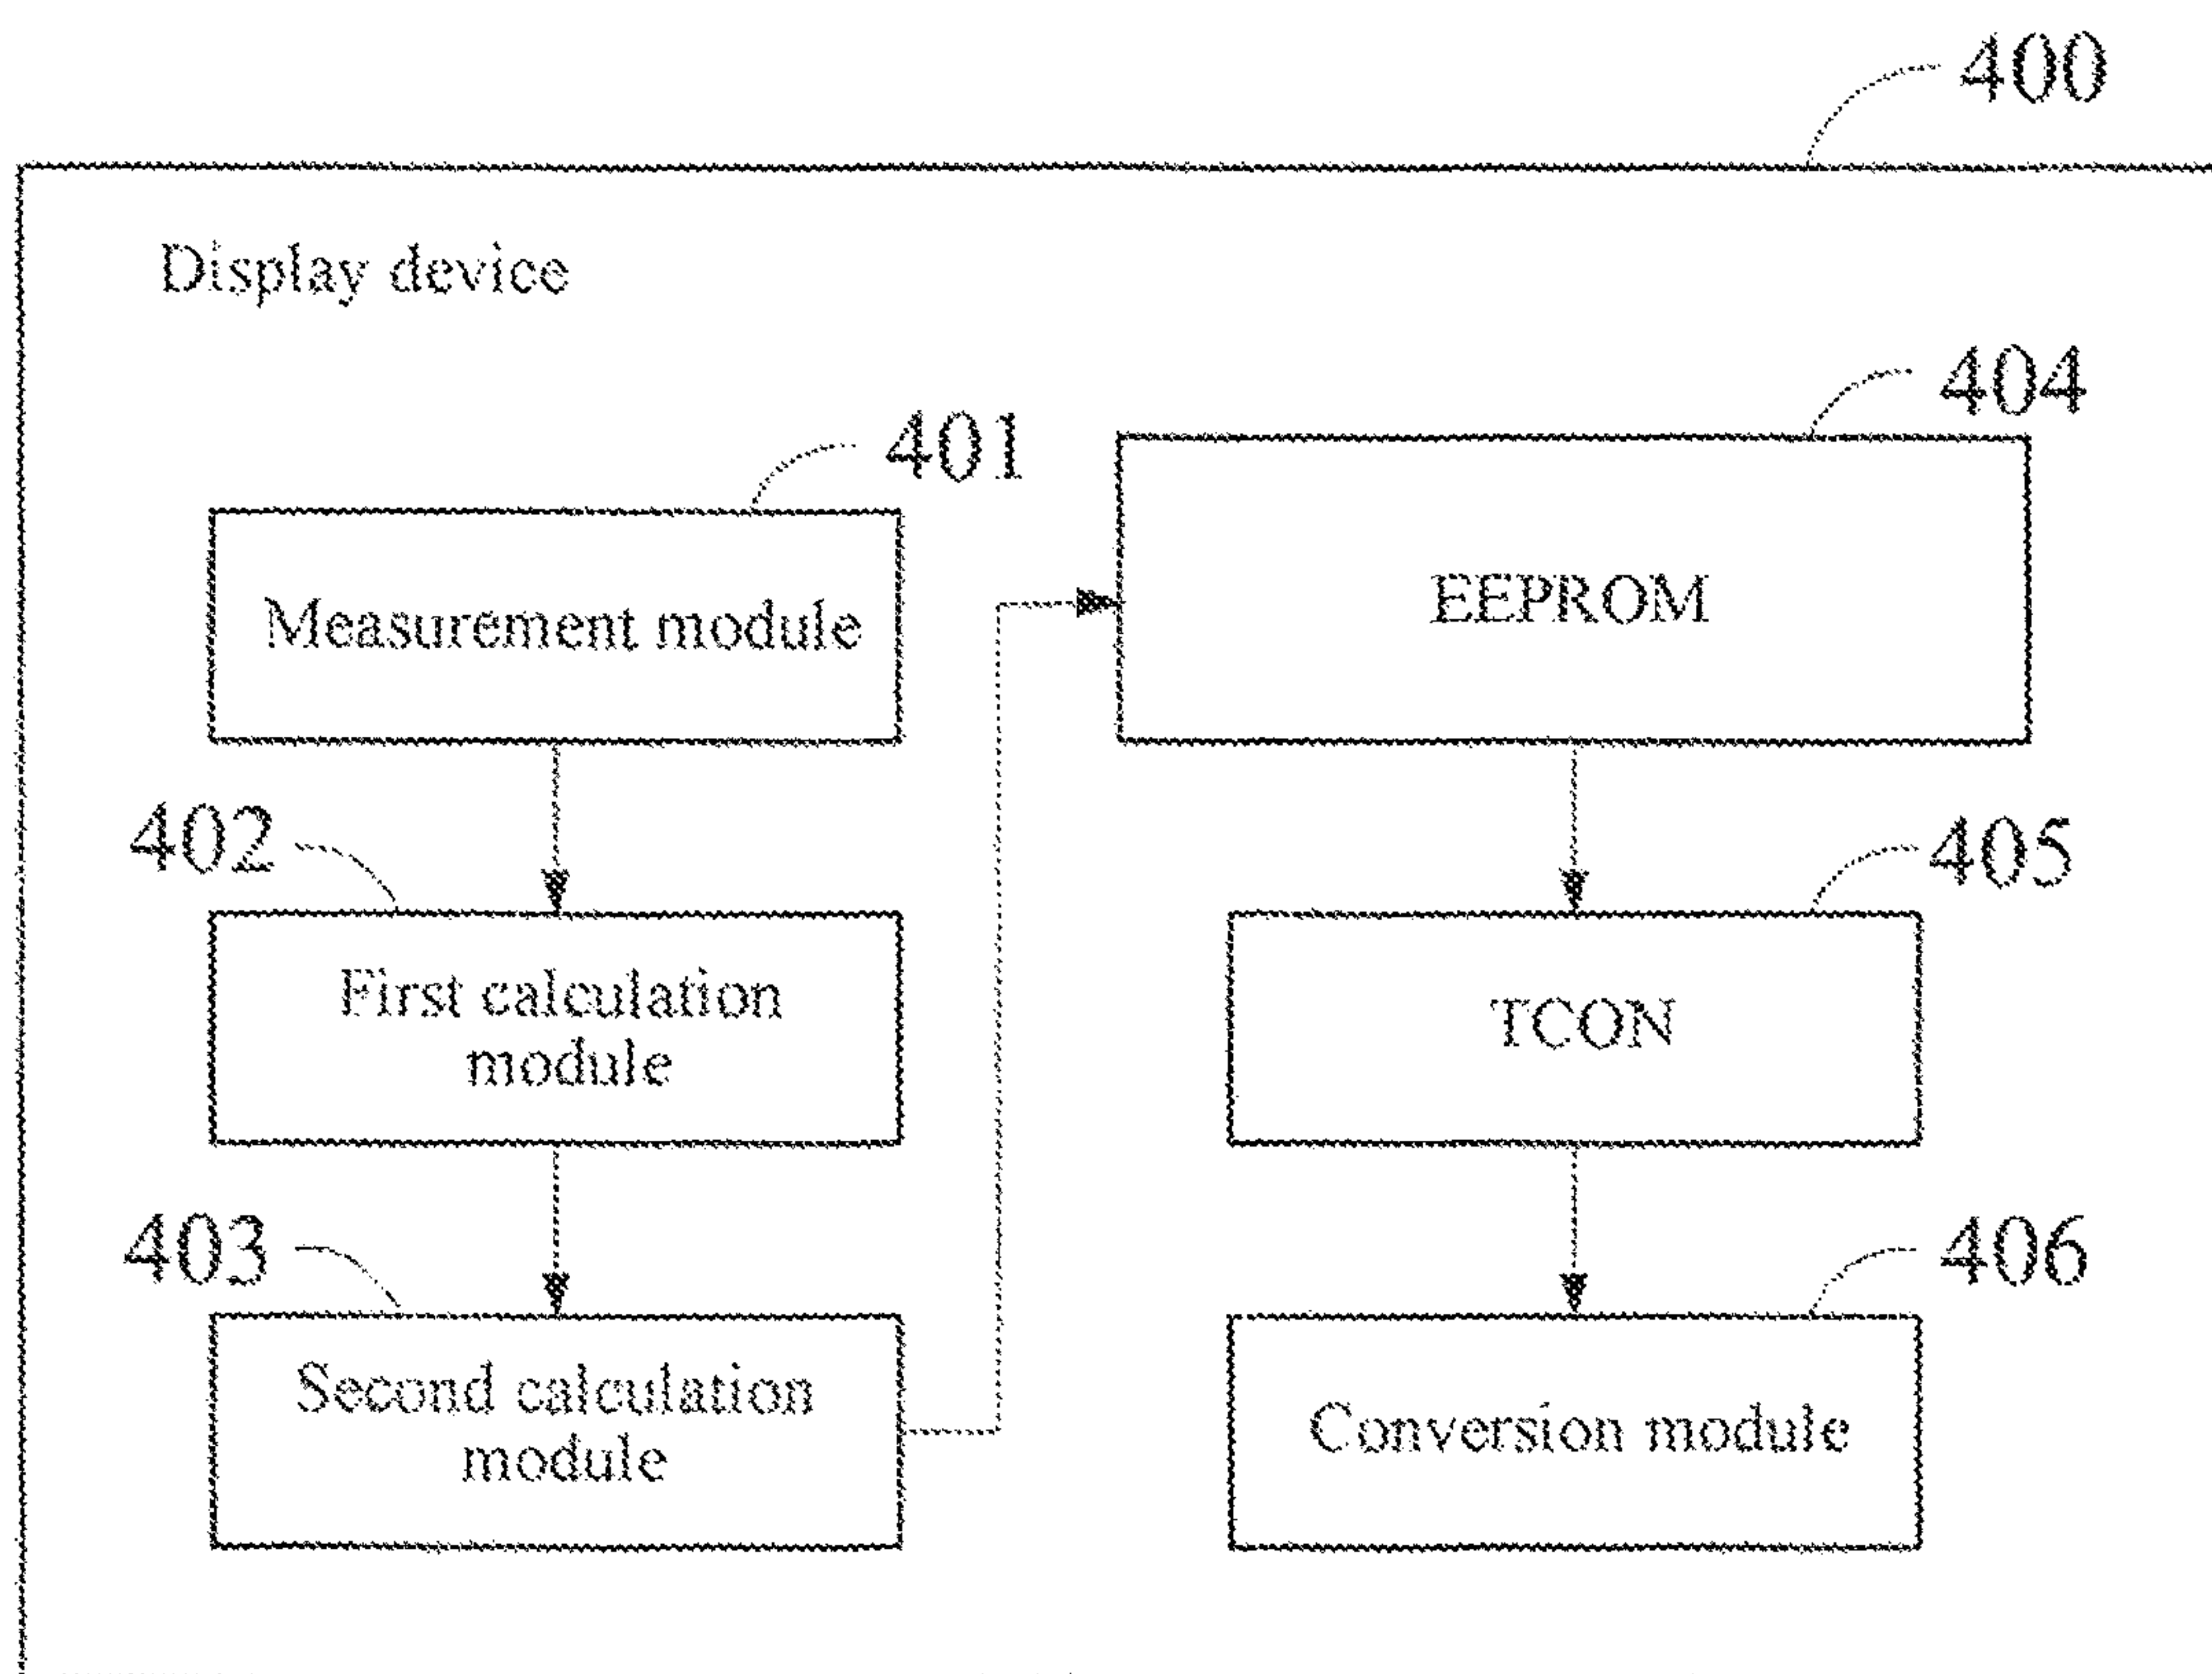 400
Display device
404
401
EEPROM
Measurement module
402
405
First calculation
module
TCON
403
406
Second calculation
module
Conversion module